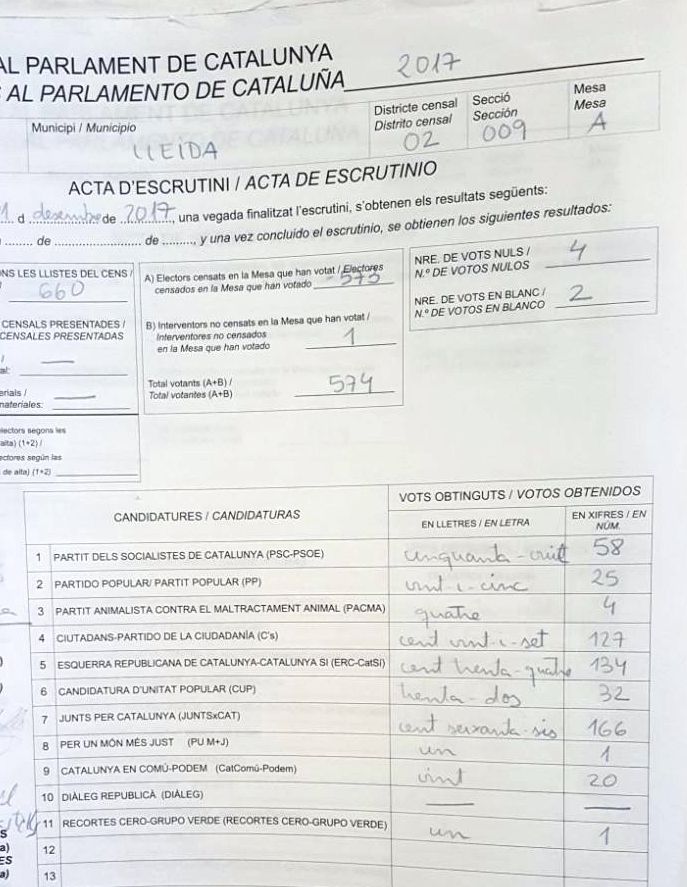 AL PARLAMENT DE CATALUNYA
AL PARLAMENTO DE CATALUÑA 2017
Municipi / Municipio
LLEIDA
Districte censal
Distrito censal
02
Secció
Sección
009
Mesa
Mesa
A
ACTA D'ESCRUTINI / ACTA DE ESCRUTINIO
d desembre de 2017, una vegada finalitzat l'escrutini, s'obtenen els resultats següents:
de de , y una vez concluido el escrutinio, se obtienen los siguientes resultados:
NS LES LLISTES DEL CENS /
660
CENSALS PRESENTADES /
CENSALES PRESENTADAS
al:
erials /
materiales:
lectors segons les
alta) (1+2) /
ectores según las
de alta) (1+2)
A) Electors censats en la Mesa que han votat / Electores
censados en la Mesa que han votado 573
B) Interventors no censats en la Mesa que han votat /
Interventores no censados
en la Mesa que han votado 1
Total votants (A+B) /
Total votantes (A+B) 574
NRE. DE VOTS NULS /
N.º DE VOTOS NULOS 4
NRE. DE VOTS EN BLANC /
N.º DE VOTOS EN BLANCO 2
CANDIDATURES / CANDIDATURAS
VOTS OBTINGUTS / VOTOS OBTENIDOS
EN LLETRES / EN LETRA
EN XIFRES / EN
NÚM.
1 PARTIT DELS SOCIALISTES DE CATALUNYA (PSC-PSOE) cinquanta-vuit 58
2 PARTIDO POPULAR/ PARTIT POPULAR (PP) vint-i-cinc 25
3 PARTIT ANIMALISTA CONTRA EL MALTRACTAMENT ANIMAL (PACMA) quatre 4
4 CIUTADANS-PARTIDO DE LA CIUDADANÍA (C's) cent vint-i-set 127
5 ESQUERRA REPUBLICANA DE CATALUNYA-CATALUNYA SÍ (ERC-CatSí) cent trenta-quatre 134
6 CANDIDATURA D'UNITAT POPULAR (CUP) trenta-dos 32
7 JUNTS PER CATALUNYA (JUNTSxCAT) cent seixanta-sis 166
8 PER UN MÓN MÉS JUST (PU M+J) un 1
9 CATALUNYA EN COMÚ-PODEM (CatComú-Podem) vint 20
10 DIÀLEG REPUBLICÀ (DIÀLEG)
11 RECORTES CERO-GRUPO VERDE (RECORTES CERO-GRUPO VERDE) un 1
12
13
S
a)
ES
a)